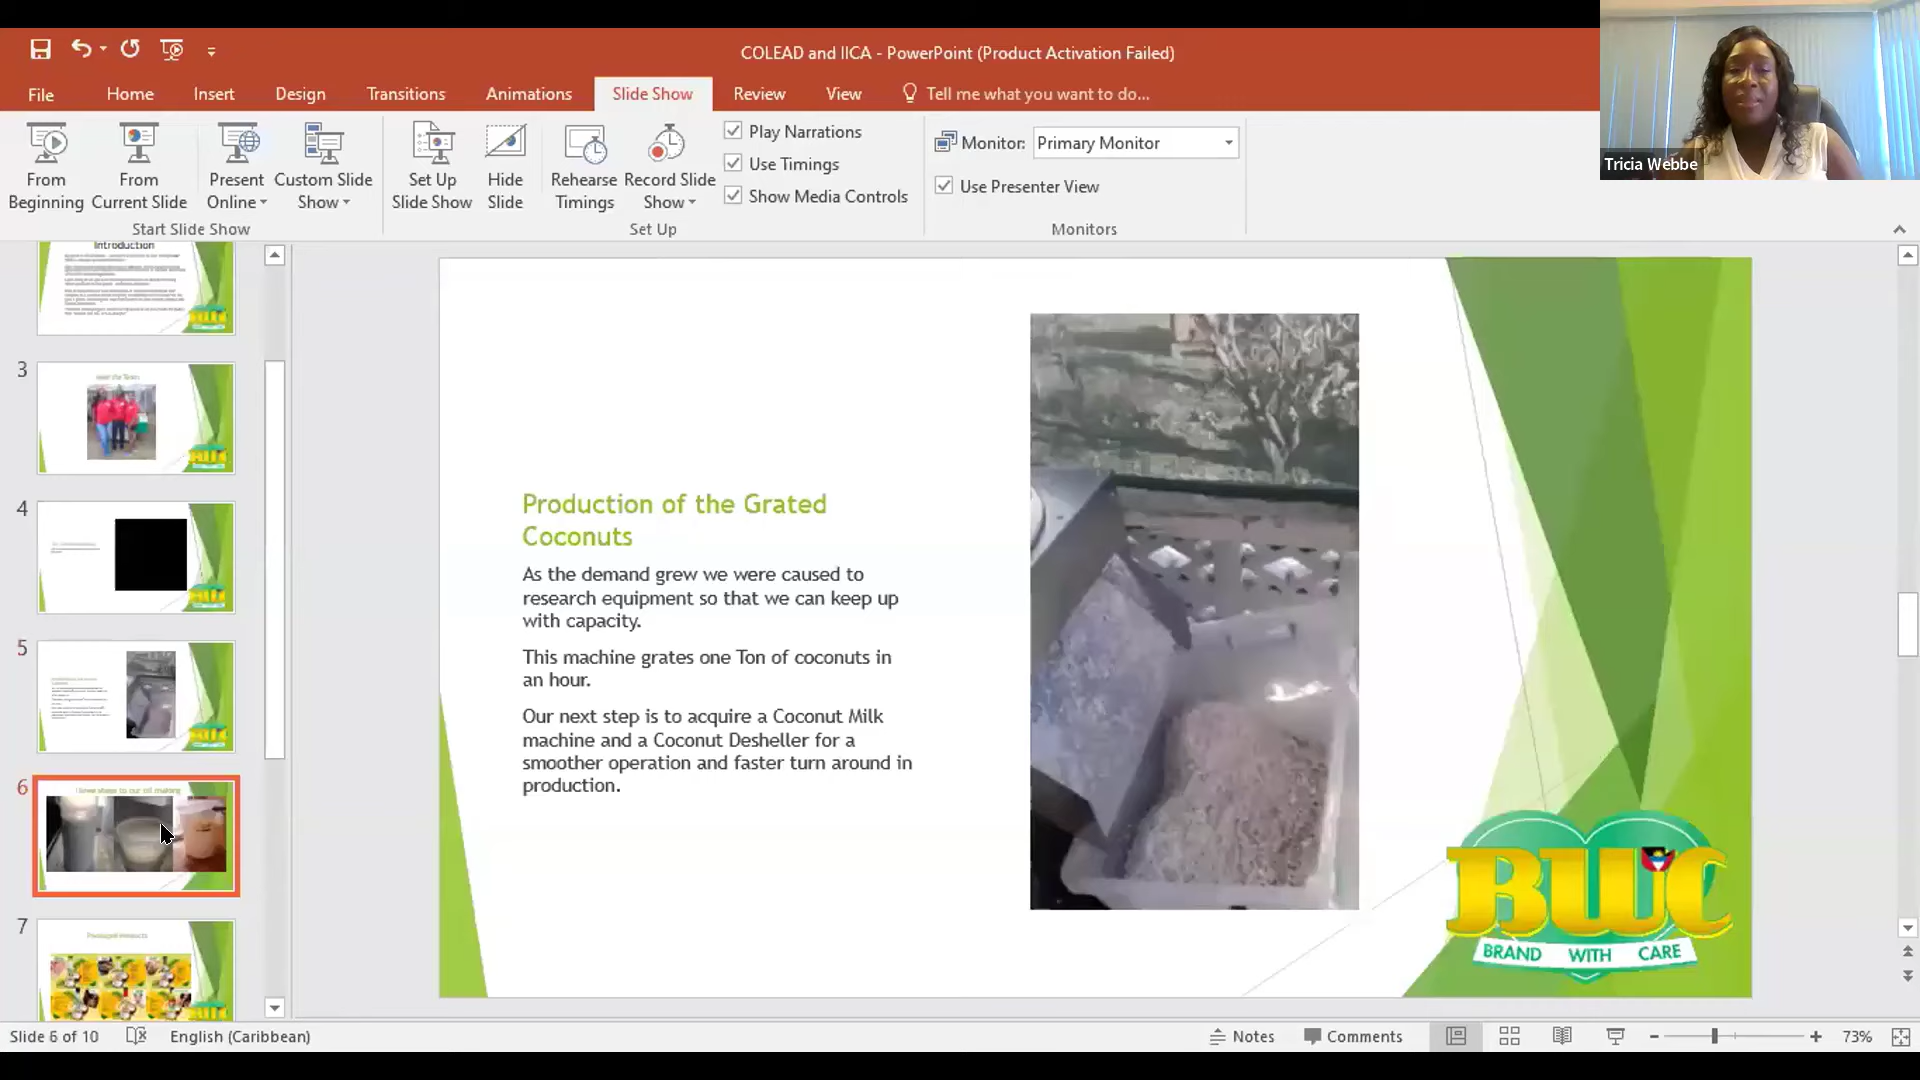 COLEAD and IICA - PowerPoint (Product Activation Failed)
File
Home
Insert
Design
Transitions
Animations
Slide Show
Review
View
Tell me what you want to do...
From
Beginning
From
Current Slide
Present
Online
Custom Slide
Show
Start Slide Show
Set Up
Slide Show
Hide
Slide
Rehearse
Timings
Record Slide
Show
Play Narrations
Use Timings
Show Media Controls
Set Up
Monitor:
Primary Monitor
Use Presenter View
Monitors
Tricia Webbe
Introduction
3
Meet the Team
4
5
6
7
Packaged Products
Production of the Grated
Coconuts
As the demand grew we were caused to
research equipment so that we can keep up
with capacity.
This machine grates one Ton of coconuts in
an hour.
Our next step is to acquire a Coconut Milk
machine and a Coconut Desheller for a
smoother operation and faster turn around in
production.
BWC
BRAND WITH CARE
Slide 6 of 10
English (Caribbean)
Notes
Comments
73%